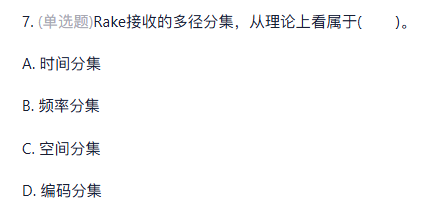 7. (单选题)Rake接收的多径分集，从理论上看属于(  )。
A. 时间分集
B. 频率分集
C. 空间分集
D. 编码分集